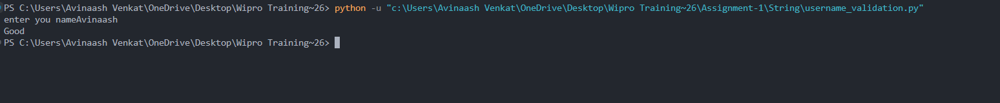 PS C:\Users\Avinaash Venkat\OneDrive\Desktop\Wipro Training~26> python -u "c:\Users\Avinaash Venkat\OneDrive\Desktop\Wipro Training~26\Assignment-1\String\username_validation.py"
enter you nameAvinaash
Good
PS C:\Users\Avinaash Venkat\OneDrive\Desktop\Wipro Training~26>